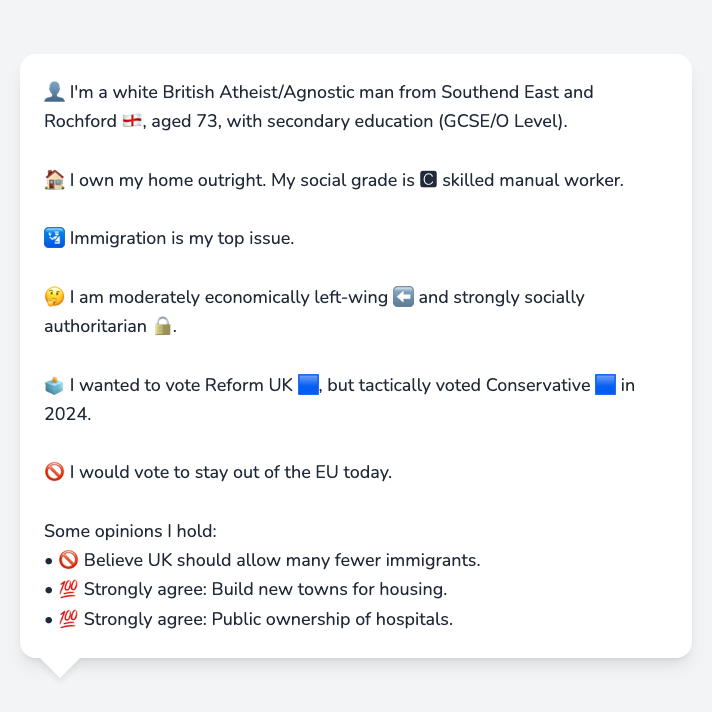 👤 I'm a white British Atheist/Agnostic man from Southend East and
Rochford 🏴󠁧󠁢󠁥󠁮󠁧󠁿, aged 73, with secondary education (GCSE/O Level).
🏠 I own my home outright. My social grade is 🅲 skilled manual worker.
🛂 Immigration is my top issue.
🤔 I am moderately economically left-wing ⬅️ and strongly socially
authoritarian 🔒.
🗳️ I wanted to vote Reform UK 🟦, but tactically voted Conservative 🟦 in
2024.
🚫 I would vote to stay out of the EU today.
Some opinions I hold:
• 🚫 Believe UK should allow many fewer immigrants.
• 💯 Strongly agree: Build new towns for housing.
• 💯 Strongly agree: Public ownership of hospitals.